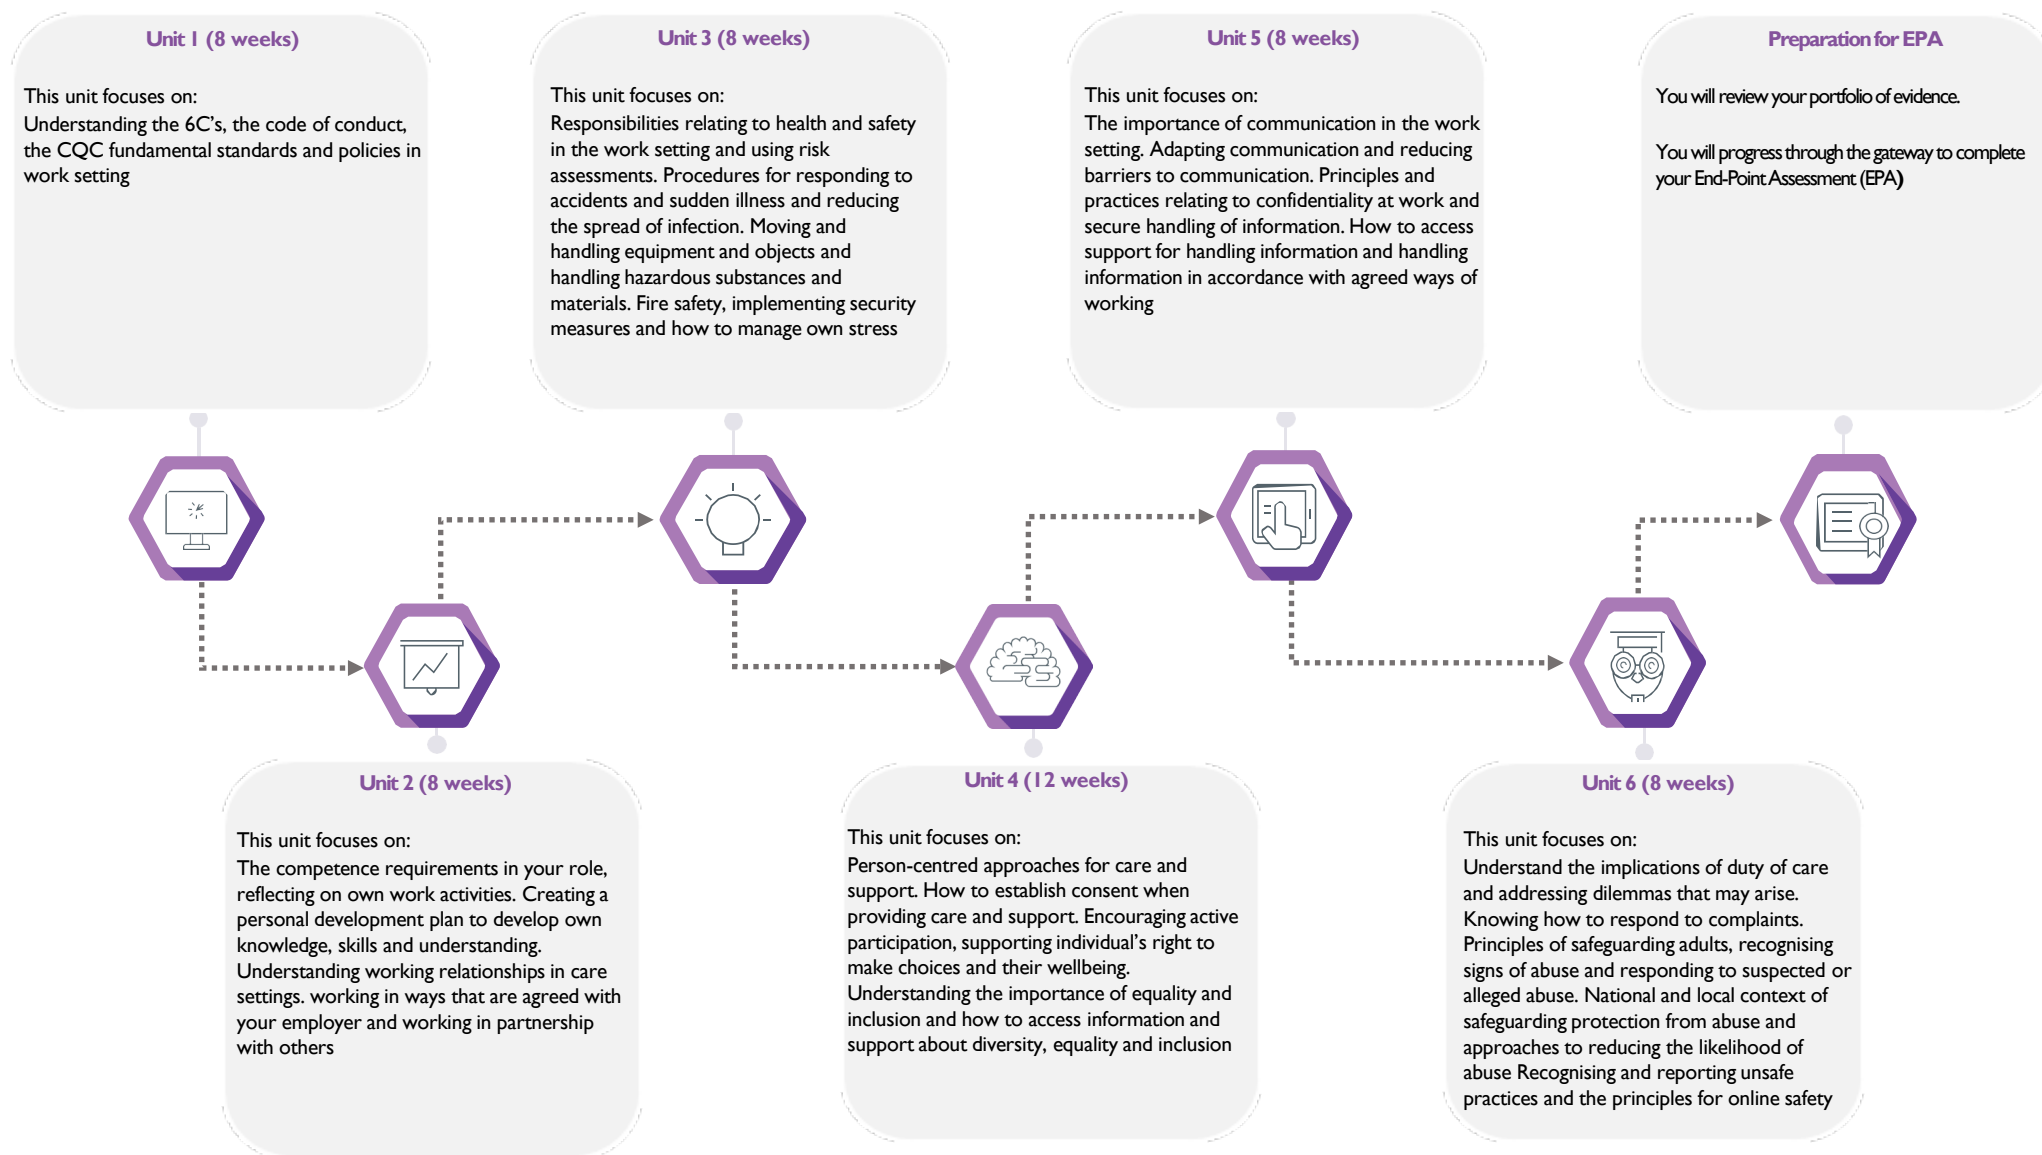 Unit 1 (8 weeks)
This unit focuses on:
Understanding the 6C’s, the code of conduct,
the CQC fundamental standards and policies in
work setting
Unit 2 (8 weeks)
This unit focuses on:
The competence requirements in your role,
reflecting on own work activities. Creating a
personal development plan to develop own
knowledge, skills and understanding.
Understanding working relationships in care
settings. working in ways that are agreed with
your employer and working in partnership
with others
Unit 3 (8 weeks)
This unit focuses on:
Responsibilities relating to health and safety
in the work setting and using risk
assessments. Procedures for responding to
accidents and sudden illness and reducing
the spread of infection. Moving and
handling equipment and objects and
handling hazardous substances and
materials. Fire safety, implementing security
measures and how to manage own stress
Unit 4 (12 weeks)
This unit focuses on:
Person-centred approaches for care and
support. How to establish consent when
providing care and support. Encouraging active
participation, supporting individual’s right to
make choices and their wellbeing.
Understanding the importance of equality and
inclusion and how to access information and
support about diversity, equality and inclusion
Unit 5 (8 weeks)
This unit focuses on:
The importance of communication in the work
setting. Adapting communication and reducing
barriers to communication. Principles and
practices relating to confidentiality at work and
secure handling of information. How to access
support for handling information and handling
information in accordance with agreed ways of
working
Unit 6 (8 weeks)
This unit focuses on:
Understand the implications of duty of care
and addressing dilemmas that may arise.
Knowing how to respond to complaints.
Principles of safeguarding adults, recognising
signs of abuse and responding to suspected or
alleged abuse. National and local context of
safeguarding protection from abuse and
approaches to reducing the likelihood of
abuse Recognising and reporting unsafe
practices and the principles for online safety
Preparation for EPA
You will review your portfolio of evidence.
You will progress through the gateway to complete
your End-Point Assessment (EPA)